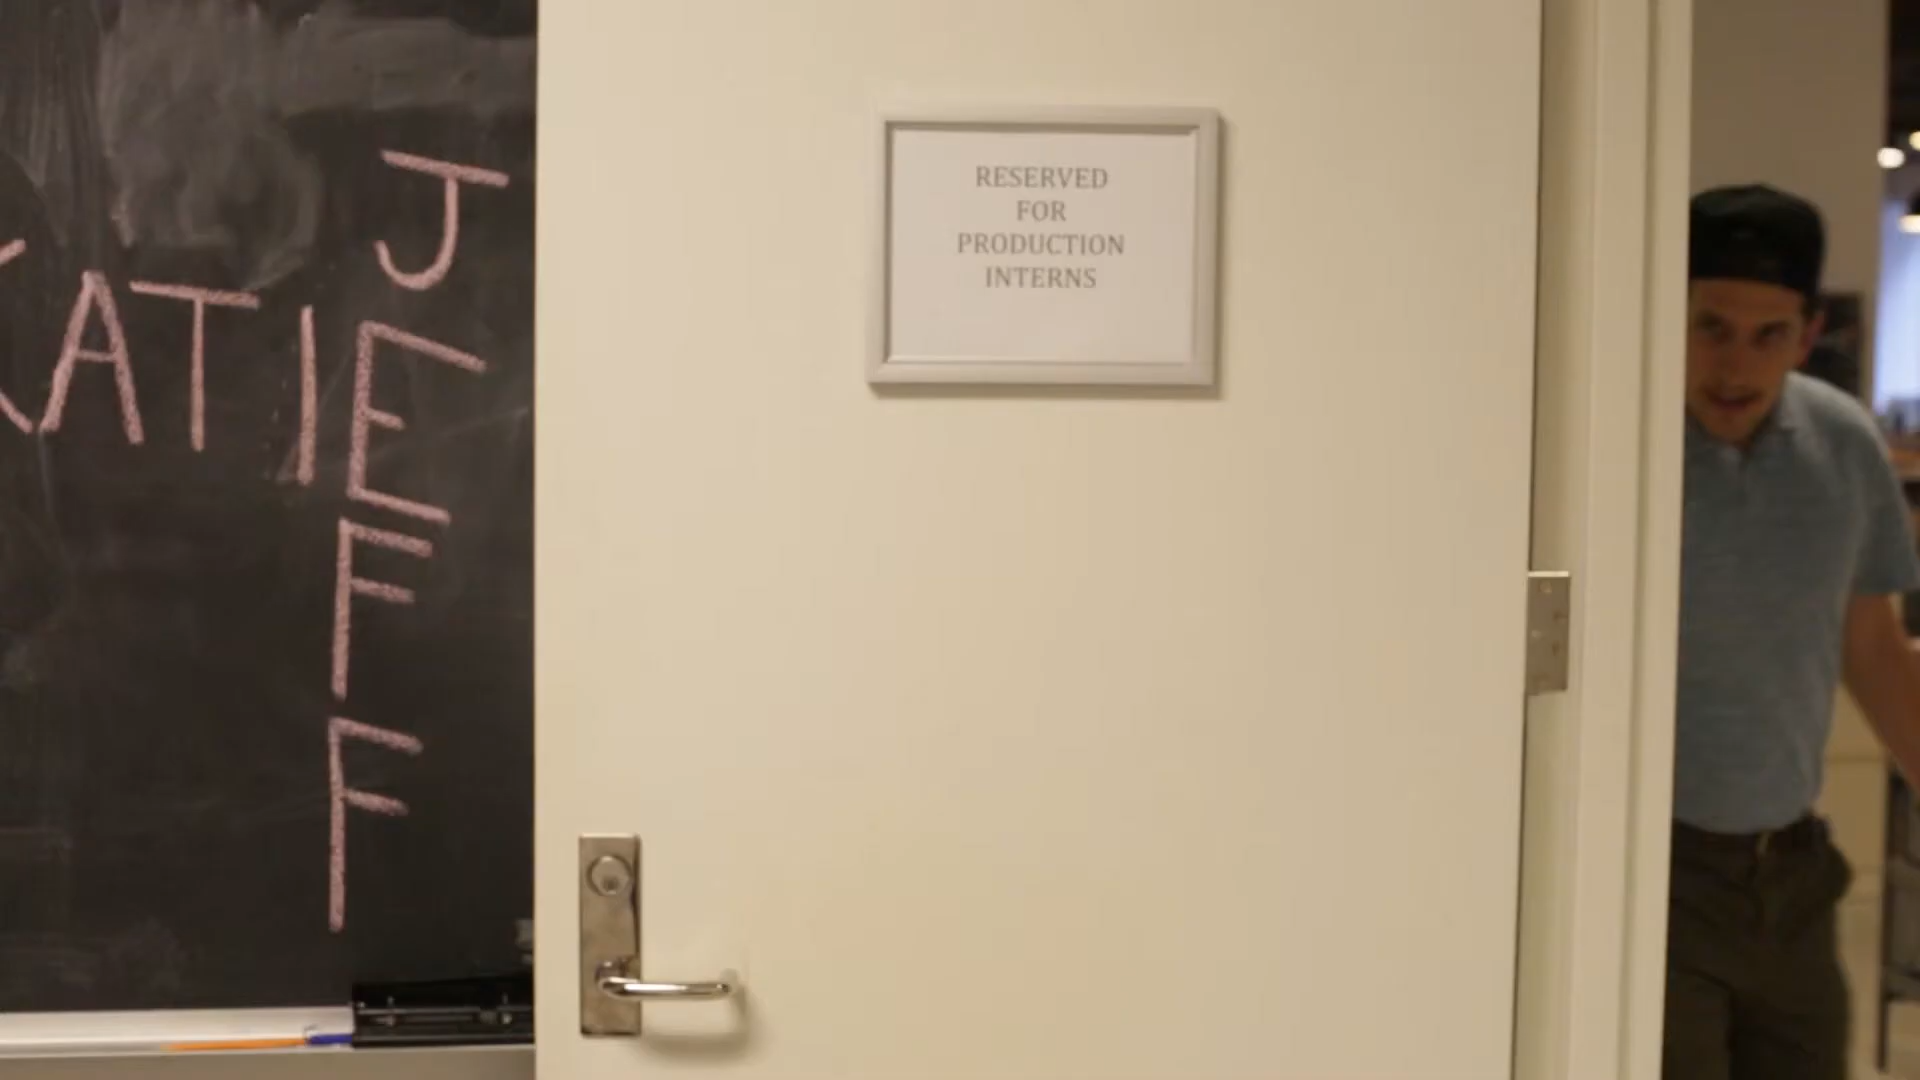 KATIE
JEFF
RESERVED
FOR
PRODUCTION
INTERNS